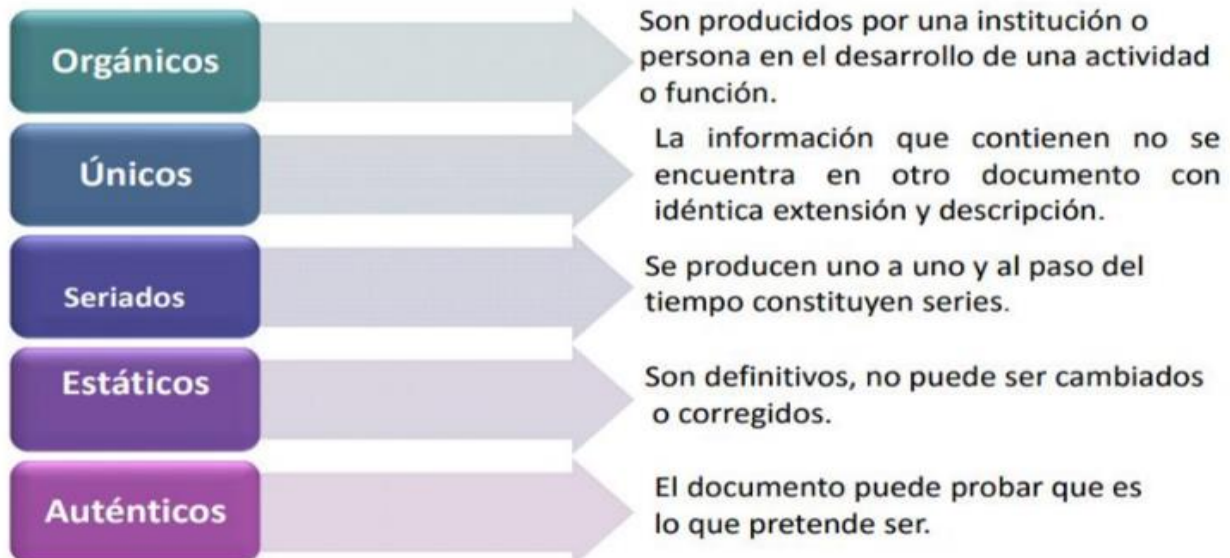 Orgánicos
Son producidos por una institución o
persona en el desarrollo de una actividad
o función.
Únicos
La información que contienen no se
encuentra en otro documento con
idéntica extensión y descripción.
Seriados
Se producen uno a uno y al paso del
tiempo constituyen series.
Estáticos
Son definitivos, no puede ser cambiados
o corregidos.
Auténticos
El documento puede probar que es
lo que pretende ser.